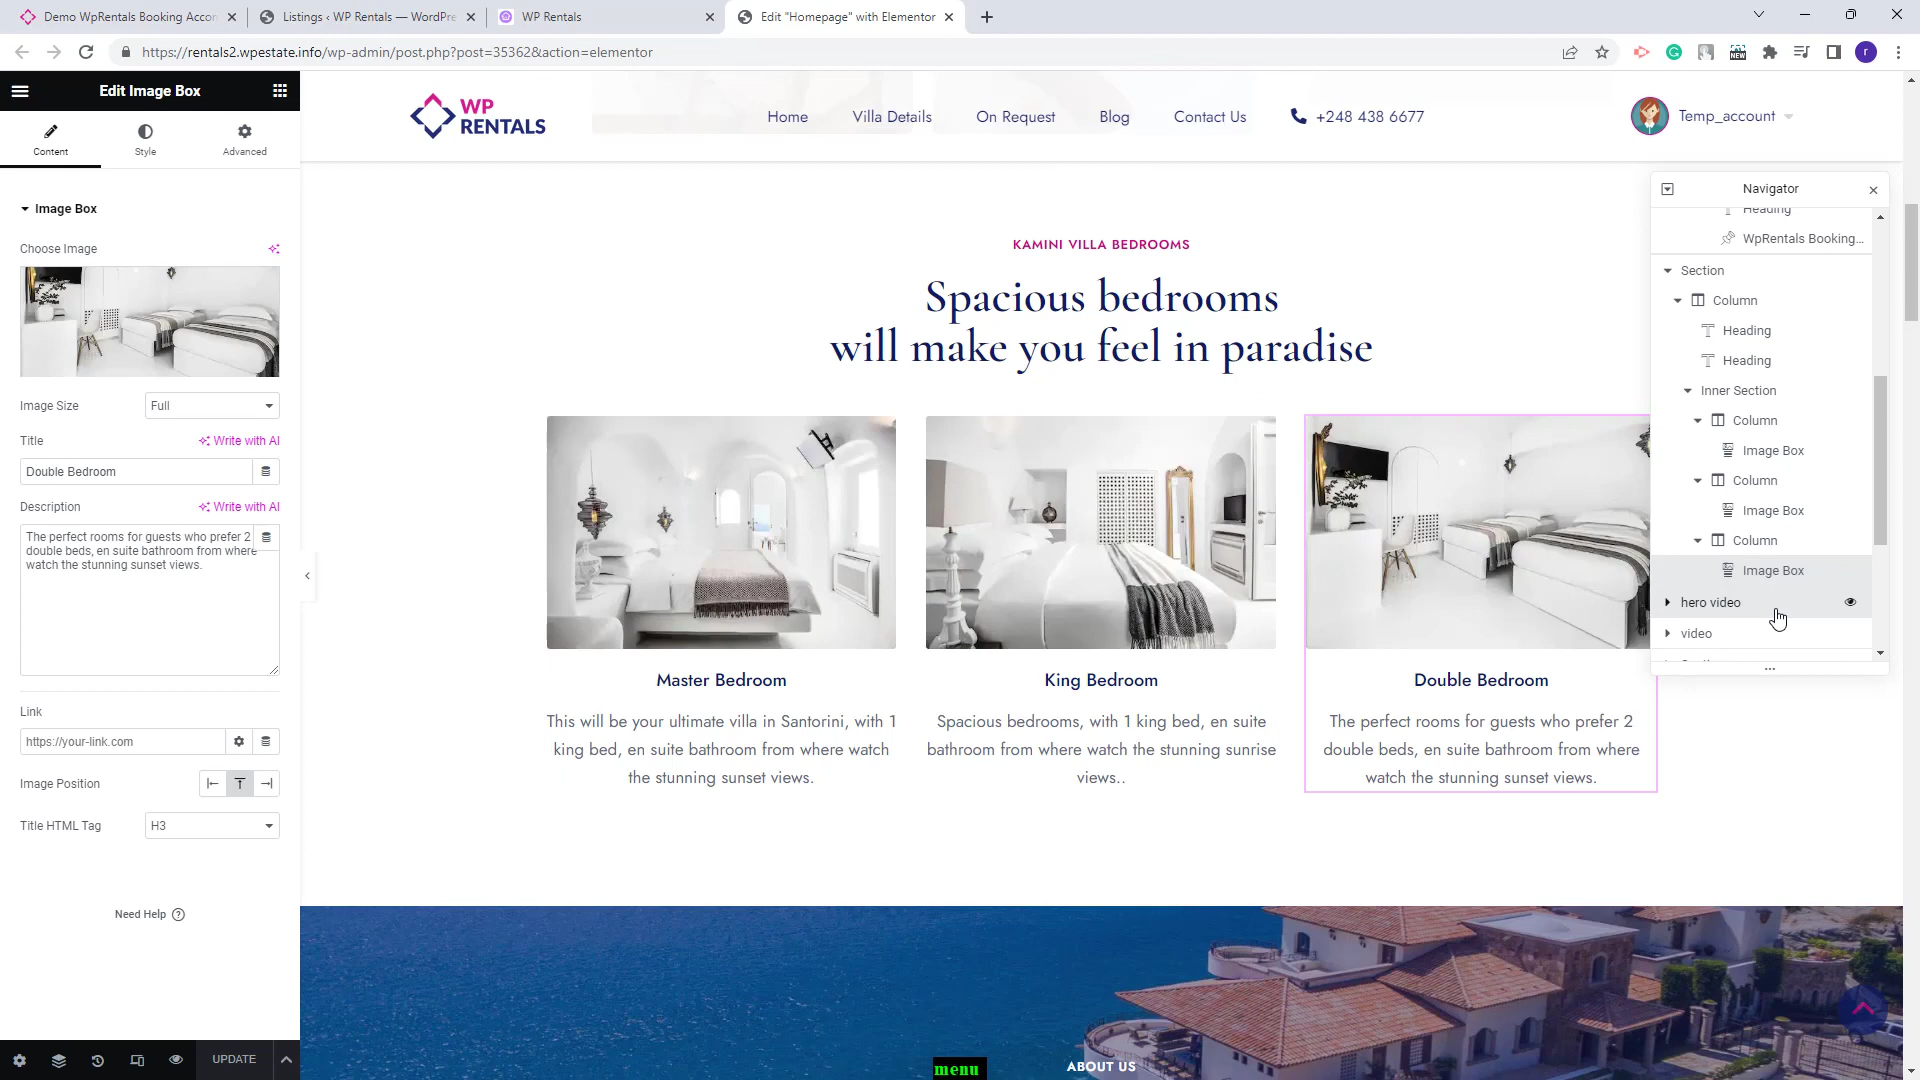 Demo WpRentals Booking Accon
Listings ‹ WP Rentals — WordPre
WP Rentals
Edit "Homepage" with Elementor
https://rentals2.wpestate.info/wp-admin/post.php?post=35362&action=elementor
NEW
r
Edit Image Box
Content
Style
Advanced
Image Box
Choose Image
Image Size
Full
Title
Write with AI
Double Bedroom
Description
Write with AI
The perfect rooms for guests who prefer 2
double beds, en suite bathroom from where
watch the stunning sunset views.
Link
https://your-link.com
Image Position
Title HTML Tag
H3
Need Help
UPDATE
WP
RENTALS
Home
Villa Details
On Request
Blog
Contact Us
+248 438 6677
Temp_account
KAMINI VILLA BEDROOMS
Spacious bedrooms
will make you feel in paradise
Master Bedroom
This will be your ultimate villa in Santorini, with 1
king bed, en suite bathroom from where watch
the stunning sunset views.
King Bedroom
Spacious bedrooms, with 1 king bed, en suite
bathroom from where watch the stunning sunrise
views..
Double Bedroom
The perfect rooms for guests who prefer 2
double beds, en suite bathroom from where
watch the stunning sunset views.
ABOUT US
menu
Navigator
Heading
WpRentals Booking...
Section
Column
Heading
Heading
Inner Section
Column
Image Box
Column
Image Box
Column
Image Box
hero video
video